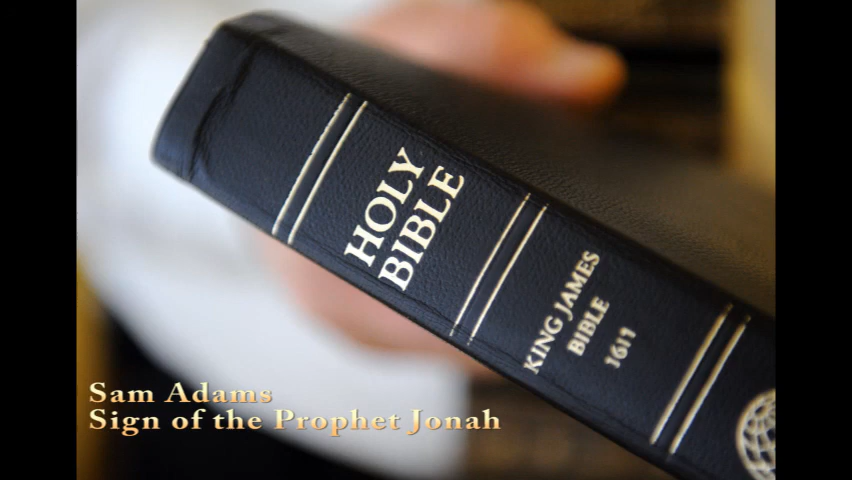 HOLY
BIBLE
KING JAMES
BIBLE
1611
Sam Adams
Sign of the Prophet Jonah